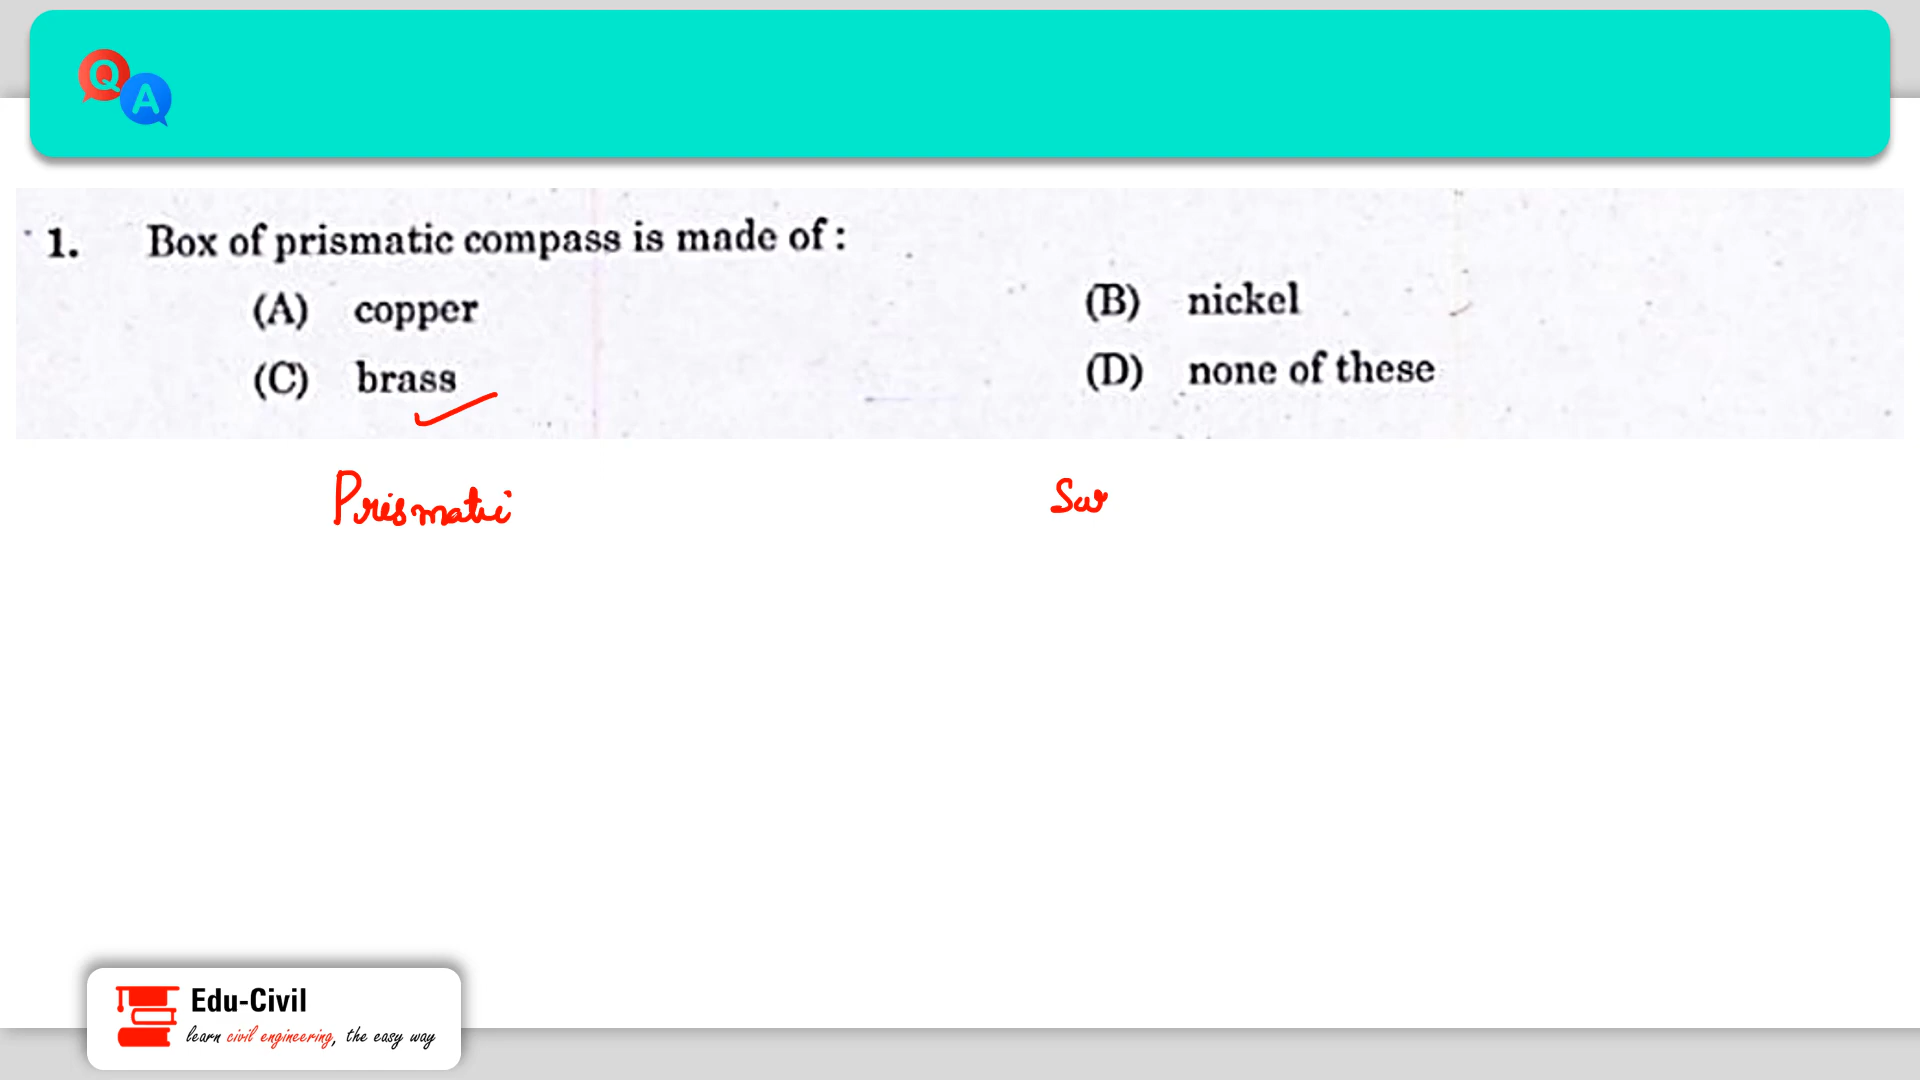 Q
A
1. Box of prismatic compass is made of :
(A) copper (B) nickel
(C) brass (D) none of these
Prismatic Sur
Edu-Civil
learn civil engineering, the easy way